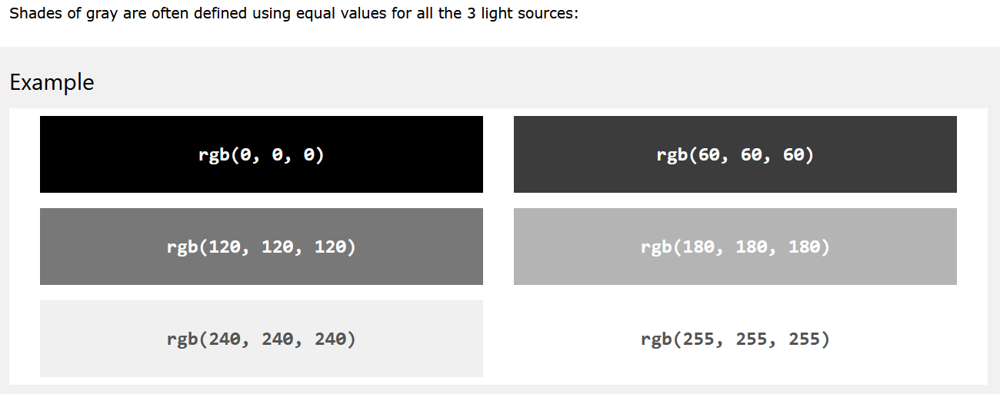 Shades of gray are often defined using equal values for all the 3 light sources:
Example
rgb(0, 0, 0)
rgb(60, 60, 60)
rgb(120, 120, 120)
rgb(180, 180, 180)
rgb(240, 240, 240)
rgb(255, 255, 255)